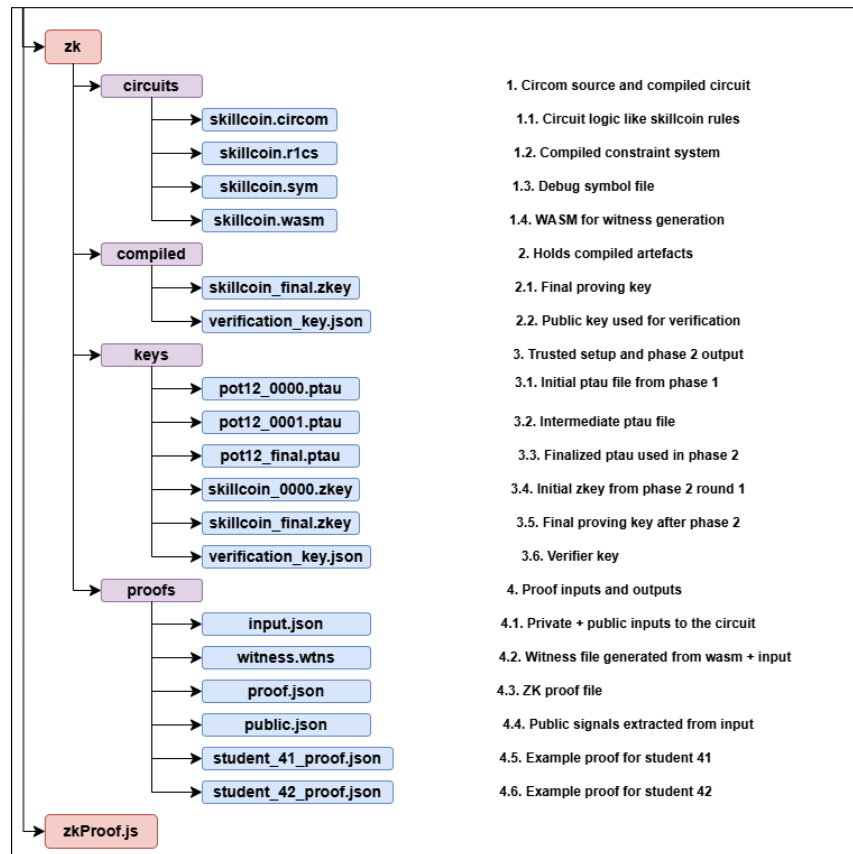 zk
circuits 1. Circom source and compiled circuit
skillcoin.circom 1.1. Circuit logic like skillcoin rules
skillcoin.r1cs 1.2. Compiled constraint system
skillcoin.sym 1.3. Debug symbol file
skillcoin.wasm 1.4. WASM for witness generation
compiled 2. Holds compiled artefacts
skillcoin_final.zkey 2.1. Final proving key
verification_key.json 2.2. Public key used for verification
keys 3. Trusted setup and phase 2 output
pot12_0000.ptau 3.1. Initial ptau file from phase 1
pot12_0001.ptau 3.2. Intermediate ptau file
pot12_final.ptau 3.3. Finalized ptau used in phase 2
skillcoin_0000.zkey 3.4. Initial zkey from phase 2 round 1
skillcoin_final.zkey 3.5. Final proving key after phase 2
verification_key.json 3.6. Verifier key
proofs 4. Proof inputs and outputs
input.json 4.1. Private + public inputs to the circuit
witness.wtns 4.2. Witness file generated from wasm + input
proof.json 4.3. ZK proof file
public.json 4.4. Public signals extracted from input
student_41_proof.json 4.5. Example proof for student 41
student_42_proof.json 4.6. Example proof for student 42
zkProof.js